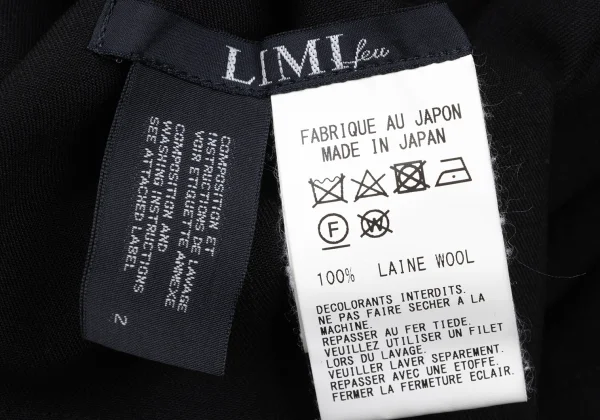 LIMI feu
COMPOSITION ET
INSTRUCTIONS DE LAVAGE
VOIR ETIQUETTE ANNEXE
COMPOSITION AND
WASHING INSTRUCTIONS
SEE ATTACHED LABEL
2
FABRIQUE AU JAPON
MADE IN JAPAN
F W
100% LAINE WOOL
DECOLORANTS INTERDITS.
NE PAS FAIRE SECHER A LA
MACHINE.
REPASSER AU FER TIEDE.
VEUILLEZ UTILISER UN FILET
LORS DU LAVAGE.
VEUILLER LAVER SEPAREMENT.
REPASSER AVEC UNE ETOFFE.
FERMER LA FERMETURE ECLAIR.